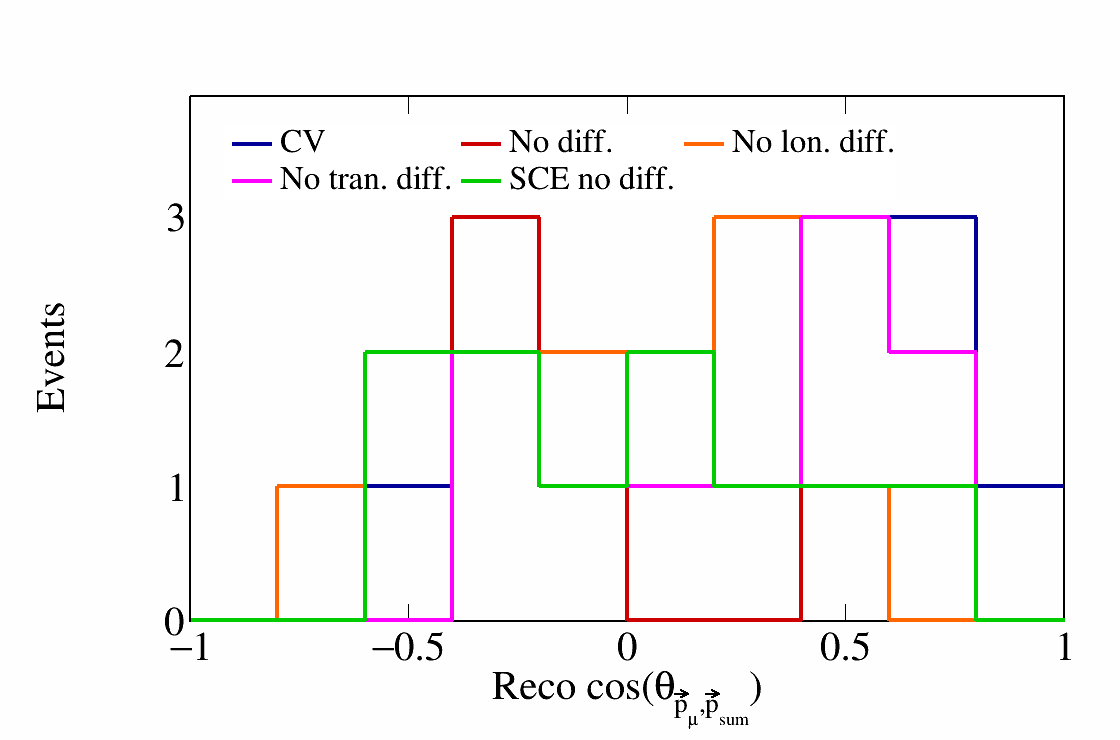 CV No diff. No lon. diff.
No tran. diff. SCE no diff.
3
2
1
0
Events
−1 −0.5 0 0.5 1
Reco cos(θp⃗μ,p⃗sum)